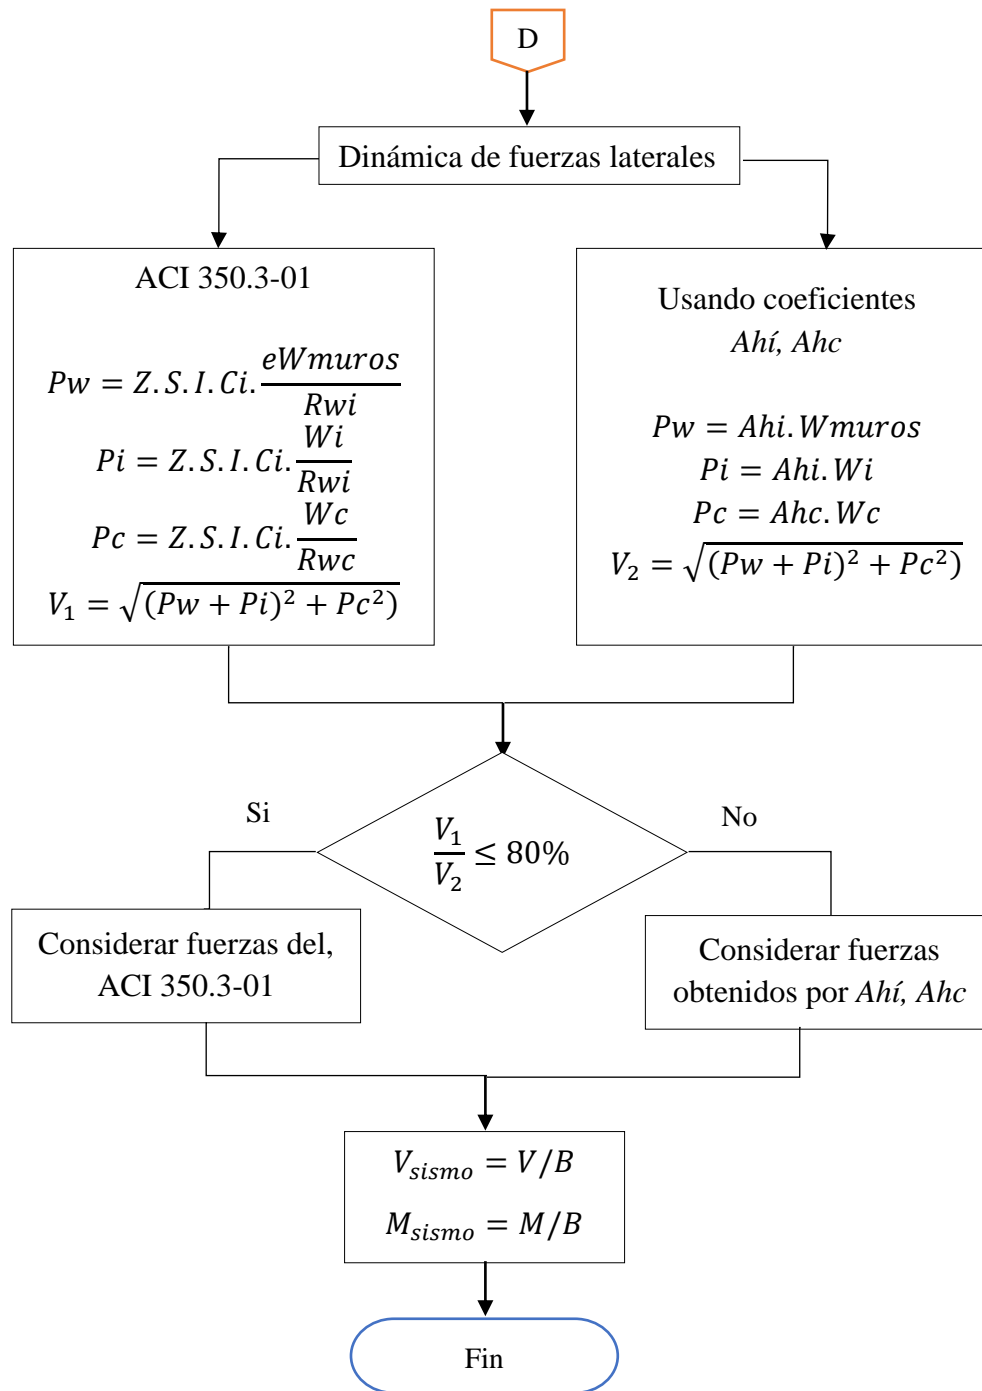 D
Dinámica de fuerzas laterales
ACI 350.3-01
Pw = Z.S.I.Ci. eWmuros/Rwi
Pi = Z.S.I.Ci. Wi/Rwi
Pc = Z.S.I.Ci. Wc/Rwc
V₁ = √(Pw + Pi)² + Pc²)
Usando coeficientes
Ahí, Ahc
Pw = Ahi.Wmuros
Pi = Ahi.Wi
Pc = Ahc.Wc
V₂ = √(Pw + Pi)² + Pc²)
V₁/V₂ ≤ 80%
Si
No
Considerar fuerzas del,
ACI 350.3-01
Considerar fuerzas
obtenidos por Ahí, Ahc
V_sismo = V/B
M_sismo = M/B
Fin